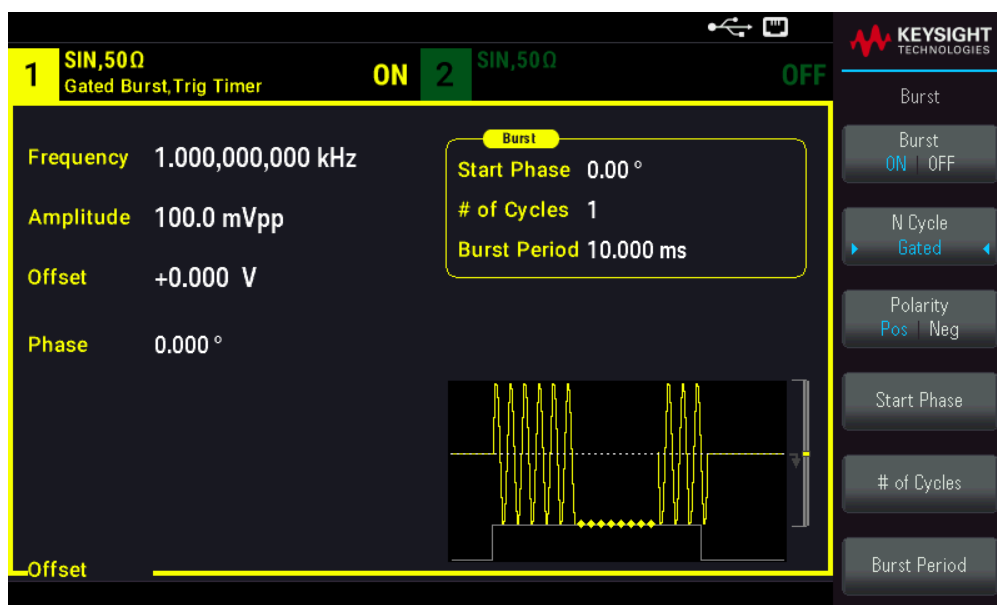 KEYSIGHT
TECHNOLOGIES
1
SIN,50Ω
Gated Burst,Trig Timer
ON
2
SIN,50Ω
OFF
Frequency 1.000,000,000 kHz
Amplitude 100.0 mVpp
Offset +0.000 V
Phase 0.000 °
Burst
Start Phase 0.00 °
# of Cycles 1
Burst Period 10.000 ms
Offset
Burst
Burst
ON | OFF
N Cycle
Gated
Polarity
Pos | Neg
Start Phase
# of Cycles
Burst Period